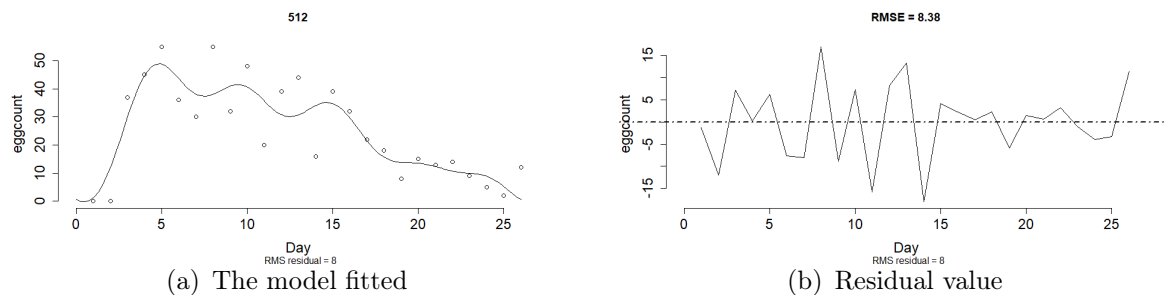 512
eggcount
50
40
30
20
10
0
0 5 10 15 20 25
Day
RMS residual = 8
(a) The model fitted
RMSE = 8.38
eggcount
15
5
-5
-15
0 5 10 15 20 25
Day
RMS residual = 8
(b) Residual value